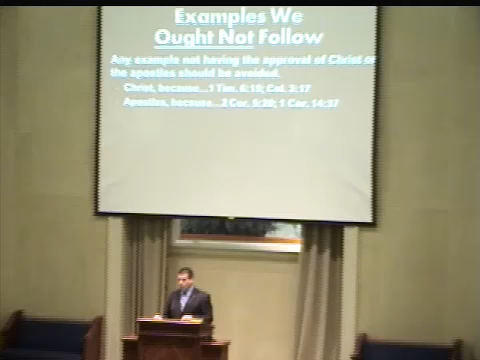 Examples We
Ought Not Follow
Any example not having the approval of Christ or
the apostles should be avoided.
Christ, because...1 Tim. 6:15; Col. 3:17
Apostles, because...2 Cor. 5:20; 1 Cor. 14:37